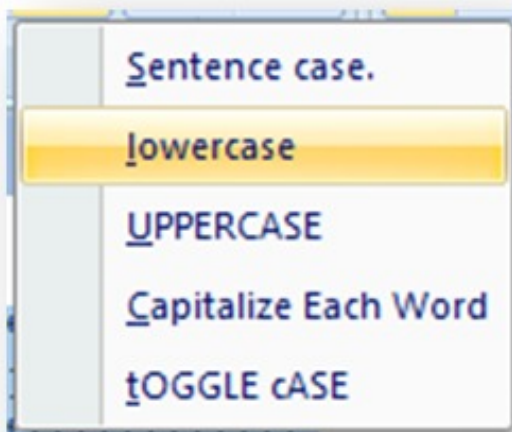 Sentence case.
lowercase
UPPERCASE
Capitalize Each Word
tOGGLE cASE